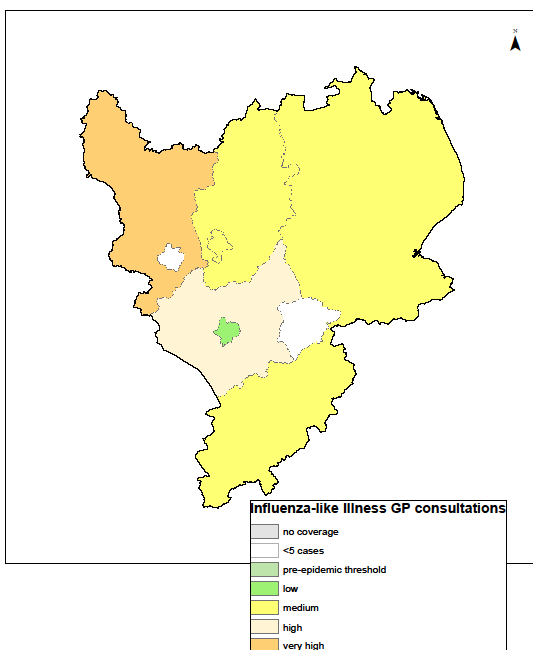 N
Influenza-like Illness GP consultations
no coverage
<5 cases
pre-epidemic threshold
low
medium
high
very high